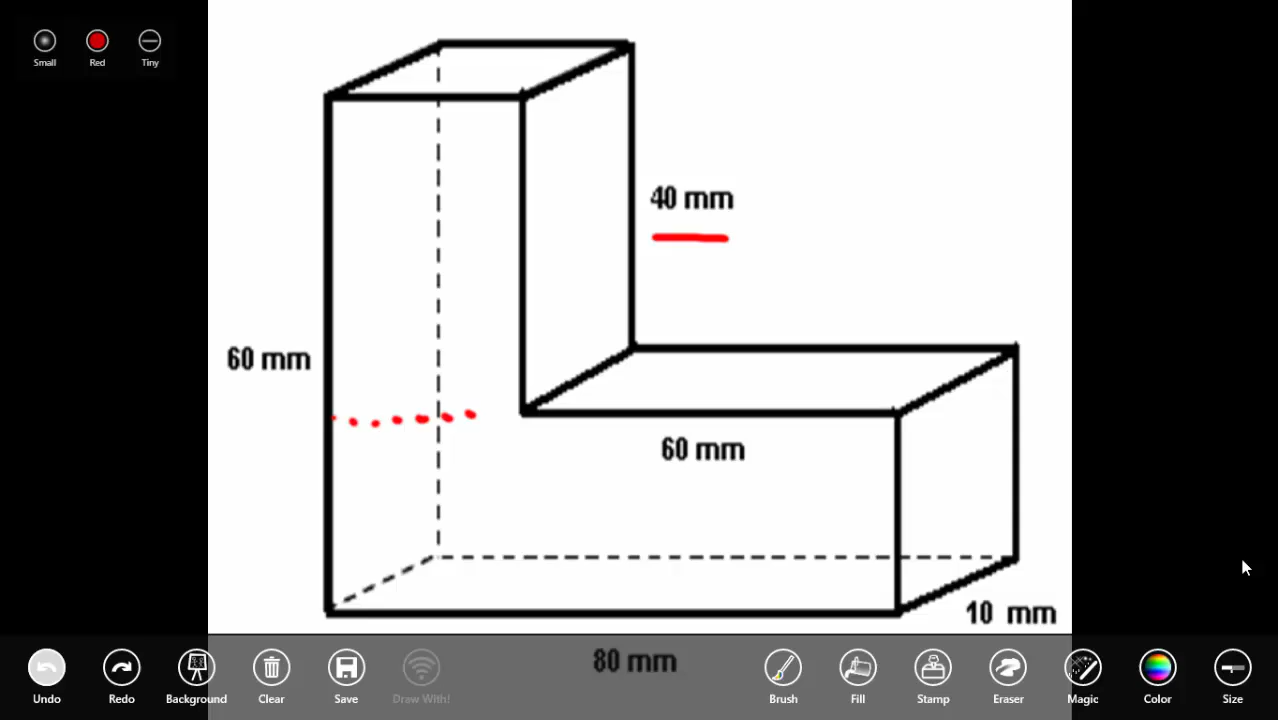 Small
Red
Tiny
40 mm
60 mm
60 mm
10 mm
80 mm
Undo
Redo
Background
Clear
Save
Draw With!
Brush
Fill
Stamp
Eraser
Magic
Color
Size